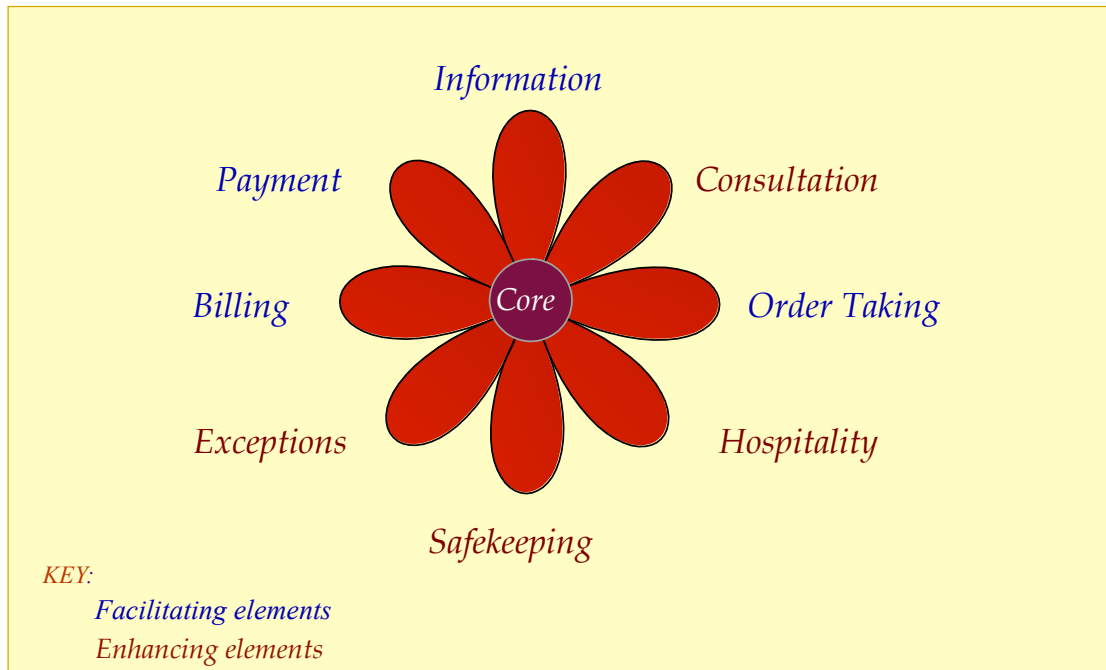 Information
Payment
Consultation
Core
Billing
Order Taking
Exceptions
Hospitality
Safekeeping
KEY:
Facilitating elements
Enhancing elements